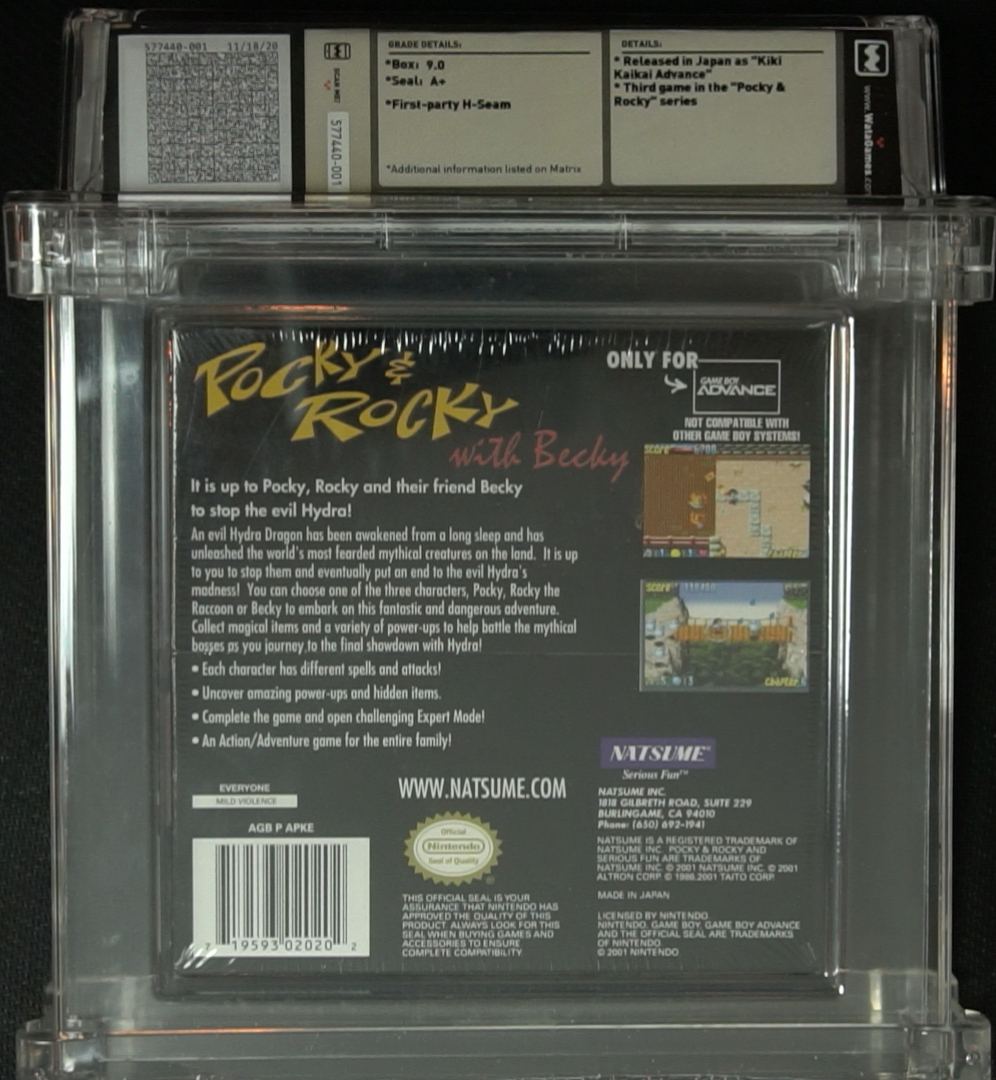 577440-001 11/18/20
SCAN ME!
577440-001
GRADE DETAILS:
*Box: 9.0
*Seal: A+
*First-party H-Seam
*Additional information listed on Matrix
DETAILS:
* Released in Japan as "Kiki
Kaikai Advance"
* Third game in the "Pocky &
Rocky" series
W
www.WataGames.co
POCKY &
ROCKY
with Becky
ONLY FOR
GAME BOY
ADVANCE
NOT COMPATIBLE WITH
OTHER GAME BOY SYSTEMS!
It is up to Pocky, Rocky and their friend Becky
to stop the evil Hydra!
An evil Hydra Dragon has been awakened from a long sleep and has
unleashed the world's most fearded mythical creatures on the land. It is up
to you to stop them and eventually put an end to the evil Hydra's
madness! You can choose one of the three characters, Pocky, Rocky the
Raccoon or Becky to embark on this fantastic and dangerous adventure.
Collect magical items and a variety of power-ups to help battle the mythical
bosses as you journey to the final showdown with Hydra!
• Each character has different spells and attacks!
• Uncover amazing power-ups and hidden items.
• Complete the game and open challenging Expert Mode!
• An Action/Adventure game for the entire family!
Score
Score
Chapter
EVERYONE
MILD VIOLENCE
AGB P APKE
7 19593 02020 2
WWW.NATSUME.COM
Official
Nintendo
Seal of Quality
THIS OFFICIAL SEAL IS YOUR
ASSURANCE THAT NINTENDO HAS
APPROVED THE QUALITY OF THIS
PRODUCT. ALWAYS LOOK FOR THIS
SEAL WHEN BUYING GAMES AND
ACCESSORIES TO ENSURE
COMPLETE COMPATIBILITY
NATSUME®
Serious Fun™
NATSUME INC.
1818 GILBRETH ROAD, SUITE 229
BURLINGAME, CA 94010
Phone: (650) 692-1941
NATSUME IS A REGISTERED TRADEMARK OF
NATSUME INC. POCKY & ROCKY AND
SERIOUS FUN ARE TRADEMARKS OF
NATSUME INC. © 2001 NATSUME INC. © 2001
ALTRON CORP. © 1986,2001 TAITO CORP.
MADE IN JAPAN
LICENSED BY NINTENDO.
NINTENDO, GAME BOY, GAME BOY ADVANCE
AND THE OFFICIAL SEAL ARE TRADEMARKS
OF NINTENDO.
© 2001 NINTENDO